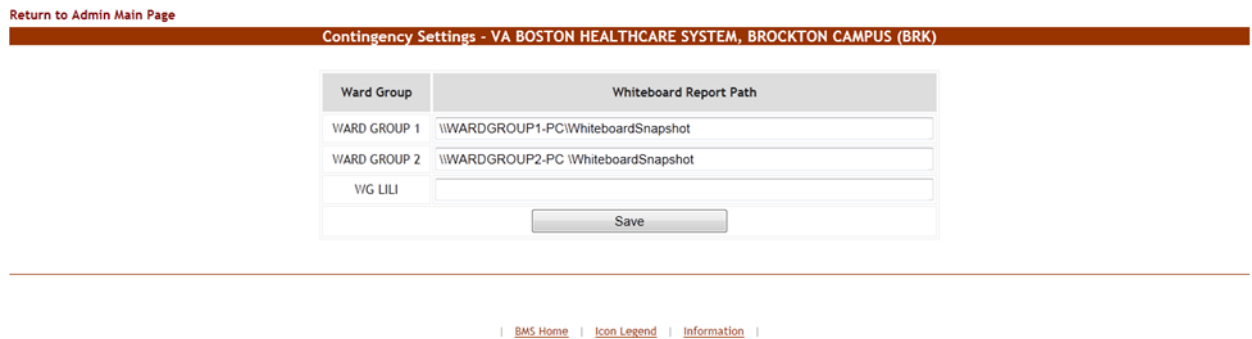 Return to Admin Main Page
Contingency Settings - VA BOSTON HEALTHCARE SYSTEM, BROCKTON CAMPUS (BRK)
Ward Group Whiteboard Report Path
WARD GROUP 1 \\WARDGROUP1-PC\WhiteboardSnapshot
WARD GROUP 2 \\WARDGROUP2-PC \WhiteboardSnapshot
WG LILI
Save
| BMS Home | Icon Legend | Information |